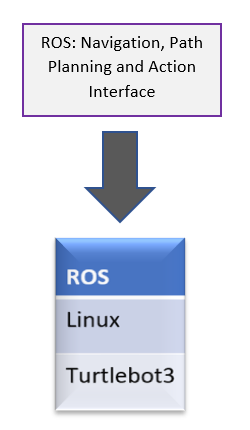 ROS: Navigation, Path
Planning and Action
Interface
ROS
Linux
Turtlebot3